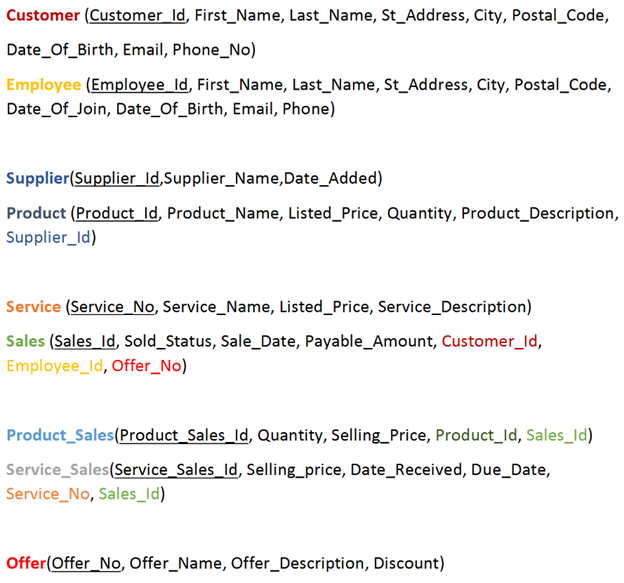 Customer (Customer_Id, First_Name, Last_Name, St_Address, City, Postal_Code,
Date_Of_Birth, Email, Phone_No)
Employee (Employee_Id, First_Name, Last_Name, St_Address, City, Postal_Code,
Date_Of_Join, Date_Of_Birth, Email, Phone)
Supplier(Supplier_Id,Supplier_Name,Date_Added)
Product (Product_Id, Product_Name, Listed_Price, Quantity, Product_Description,
Supplier_Id)
Service (Service_No, Service_Name, Listed_Price, Service_Description)
Sales (Sales_Id, Sold_Status, Sale_Date, Payable_Amount, Customer_Id,
Employee_Id, Offer_No)
Product_Sales(Product_Sales_Id, Quantity, Selling_Price, Product_Id, Sales_Id)
Service_Sales(Service_Sales_Id, Selling_price, Date_Received, Due_Date,
Service_No, Sales_Id)
Offer(Offer_No, Offer_Name, Offer_Description, Discount)